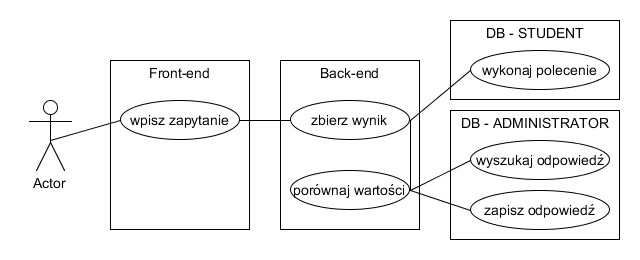 DB - STUDENT
Front-end
Back-end
wykonaj polecenie
wpisz zapytanie
zbierz wynik
DB - ADMINISTRATOR
wyszukaj odpowiedź
Actor
porównaj wartości
zapisz odpowiedź